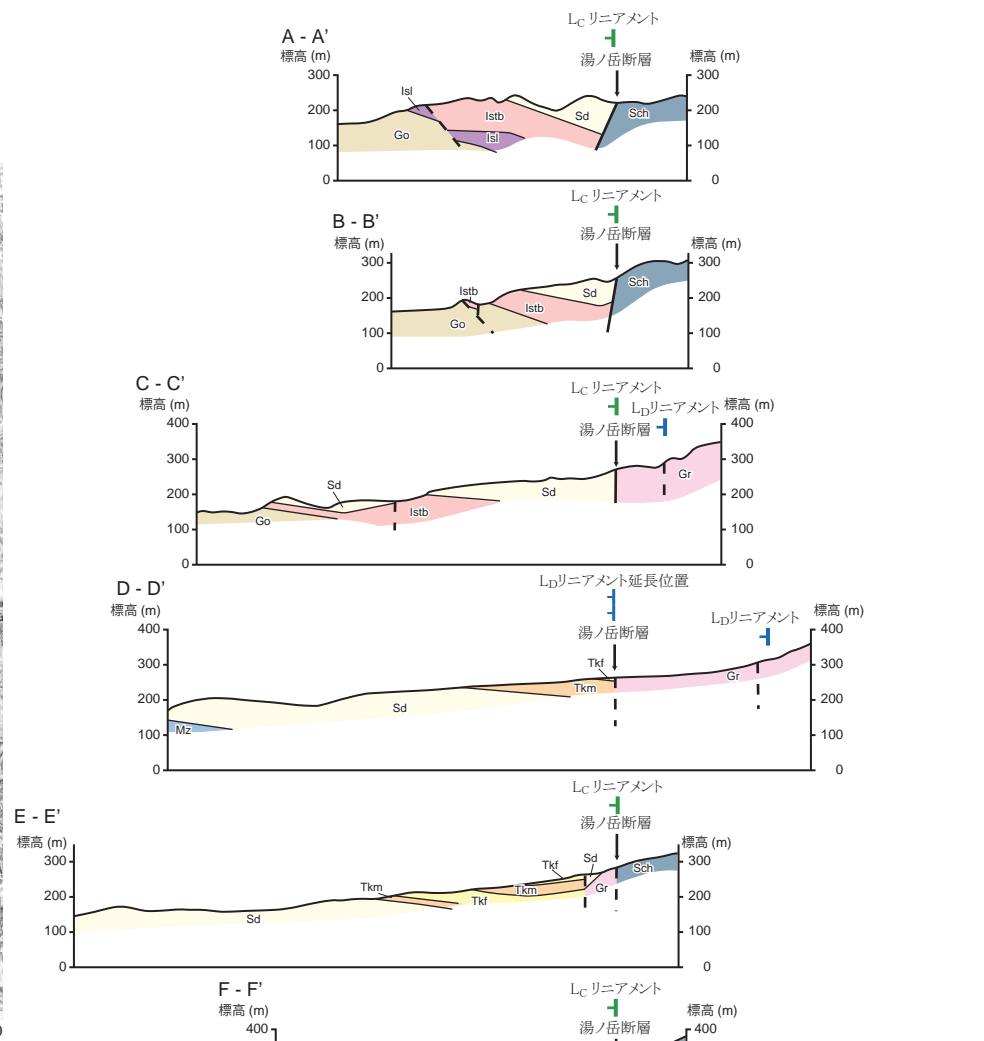 LC リニアメント
A - A’
標高 (m)
湯ノ岳断層
標高 (m)
300
300
Isl
200
Istb
Sd
Sch
200
Go
Isl
100
100
0
0
LC リニアメント
B - B’
湯ノ岳断層
標高 (m)
標高 (m)
300
300
Sch
Istb
Sd
200
200
Istb
Go
100
100
0
0
C - C’
LC リニアメント
標高 (m)
LDリニアメント
標高 (m)
湯ノ岳断層
400
400
300
300
Gr
Sd
Sd
200
200
Istb
Go
100
100
0
0
D - D’
LDリニアメント延長位置
標高 (m)
LDリニアメント
標高 (m)
湯ノ岳断層
400
400
300
Tkf
300
Gr
Tkm
200
Sd
200
Mz
100
100
0
0
LC リニアメント
E - E’
湯ノ岳断層
標高 (m)
標高 (m)
300
Tkf
Sd
Sch
300
Tkm
Tkm
Gr
200
Tkf
200
Sd
100
100
0
0
F - F’
LC リニアメント
標高 (m)
標高 (m)
湯ノ岳断層
400
400